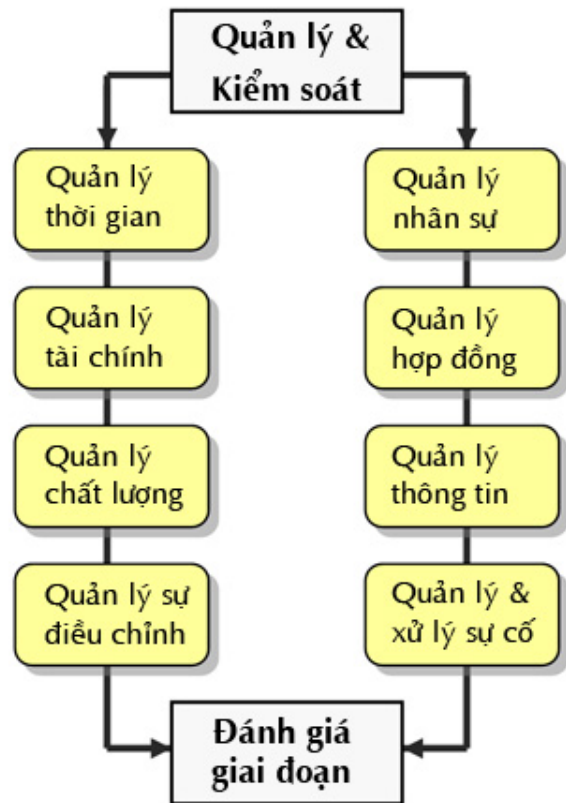 Quản lý &
Kiểm soát
Quản lý
thời gian
Quản lý
tài chính
Quản lý
chất lượng
Quản lý sự
điều chỉnh
Quản lý
nhân sự
Quản lý
hợp đồng
Quản lý
thông tin
Quản lý &
xử lý sự cố
Đánh giá
giai đoạn